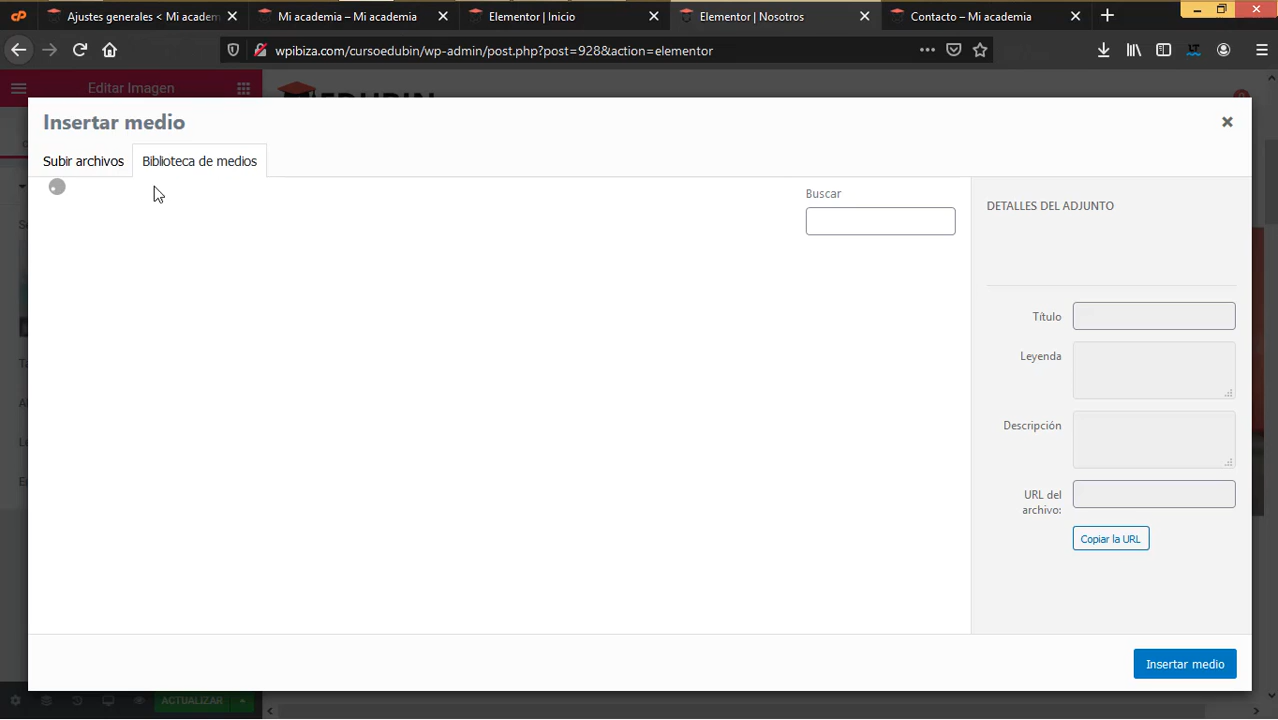 Ajustes generales < Mi academ
Mi academia – Mi academia
Elementor | Inicio
Elementor | Nosotros
Contacto – Mi academia
wpibiza.com/cursoedubin/wp-admin/post.php?post=928&action=elementor
Editar Imagen
Insertar medio
Subir archivos
Biblioteca de medios
Buscar
DETALLES DEL ADJUNTO
Título
Leyenda
Descripción
URL del
archivo:
Copiar la URL
Insertar medio
ACTUALIZAR